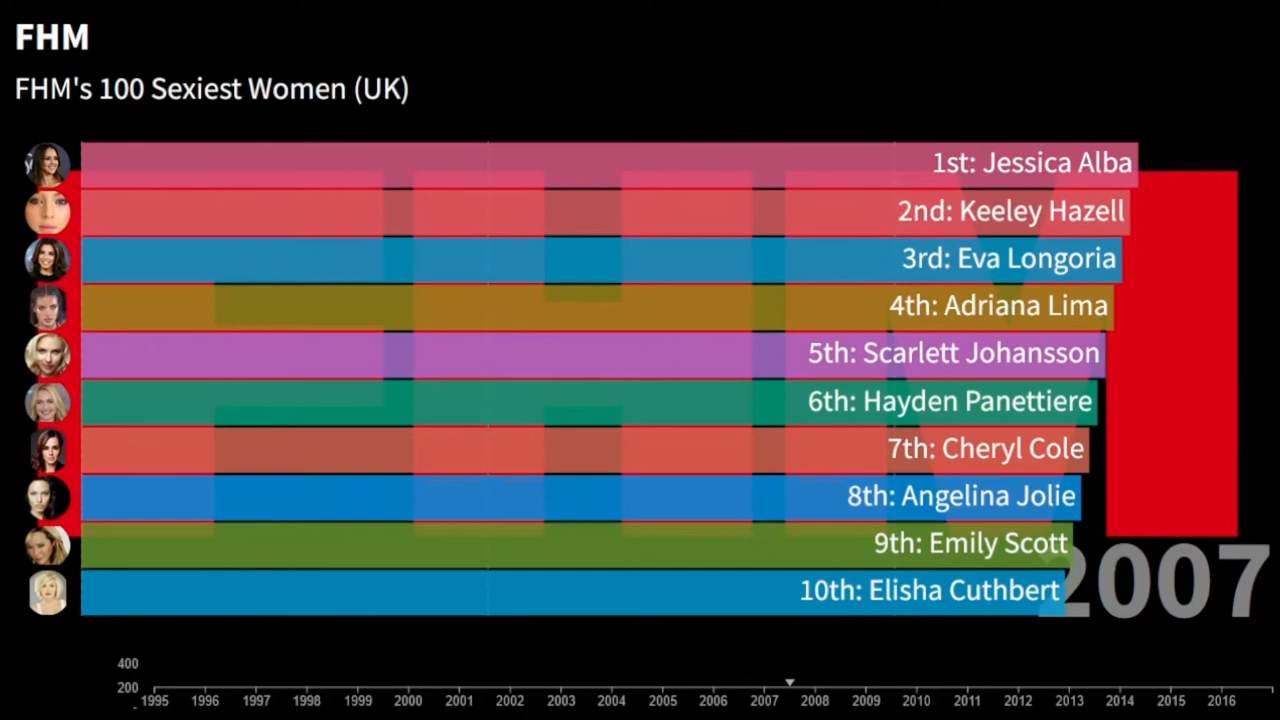 FHM
FHM's 100 Sexiest Women (UK)
1st: Jessica Alba
2nd: Keeley Hazell
3rd: Eva Longoria
4th: Adriana Lima
5th: Scarlett Johansson
6th: Hayden Panettiere
7th: Cheryl Cole
8th: Angelina Jolie
9th: Emily Scott
10th: Elisha Cuthbert
2007
FHM
400
200
-
1995 1996 1997 1998 1999 2000 2001 2002 2003 2004 2005 2006 2007 2008 2009 2010 2011 2012 2013 2014 2015 2016